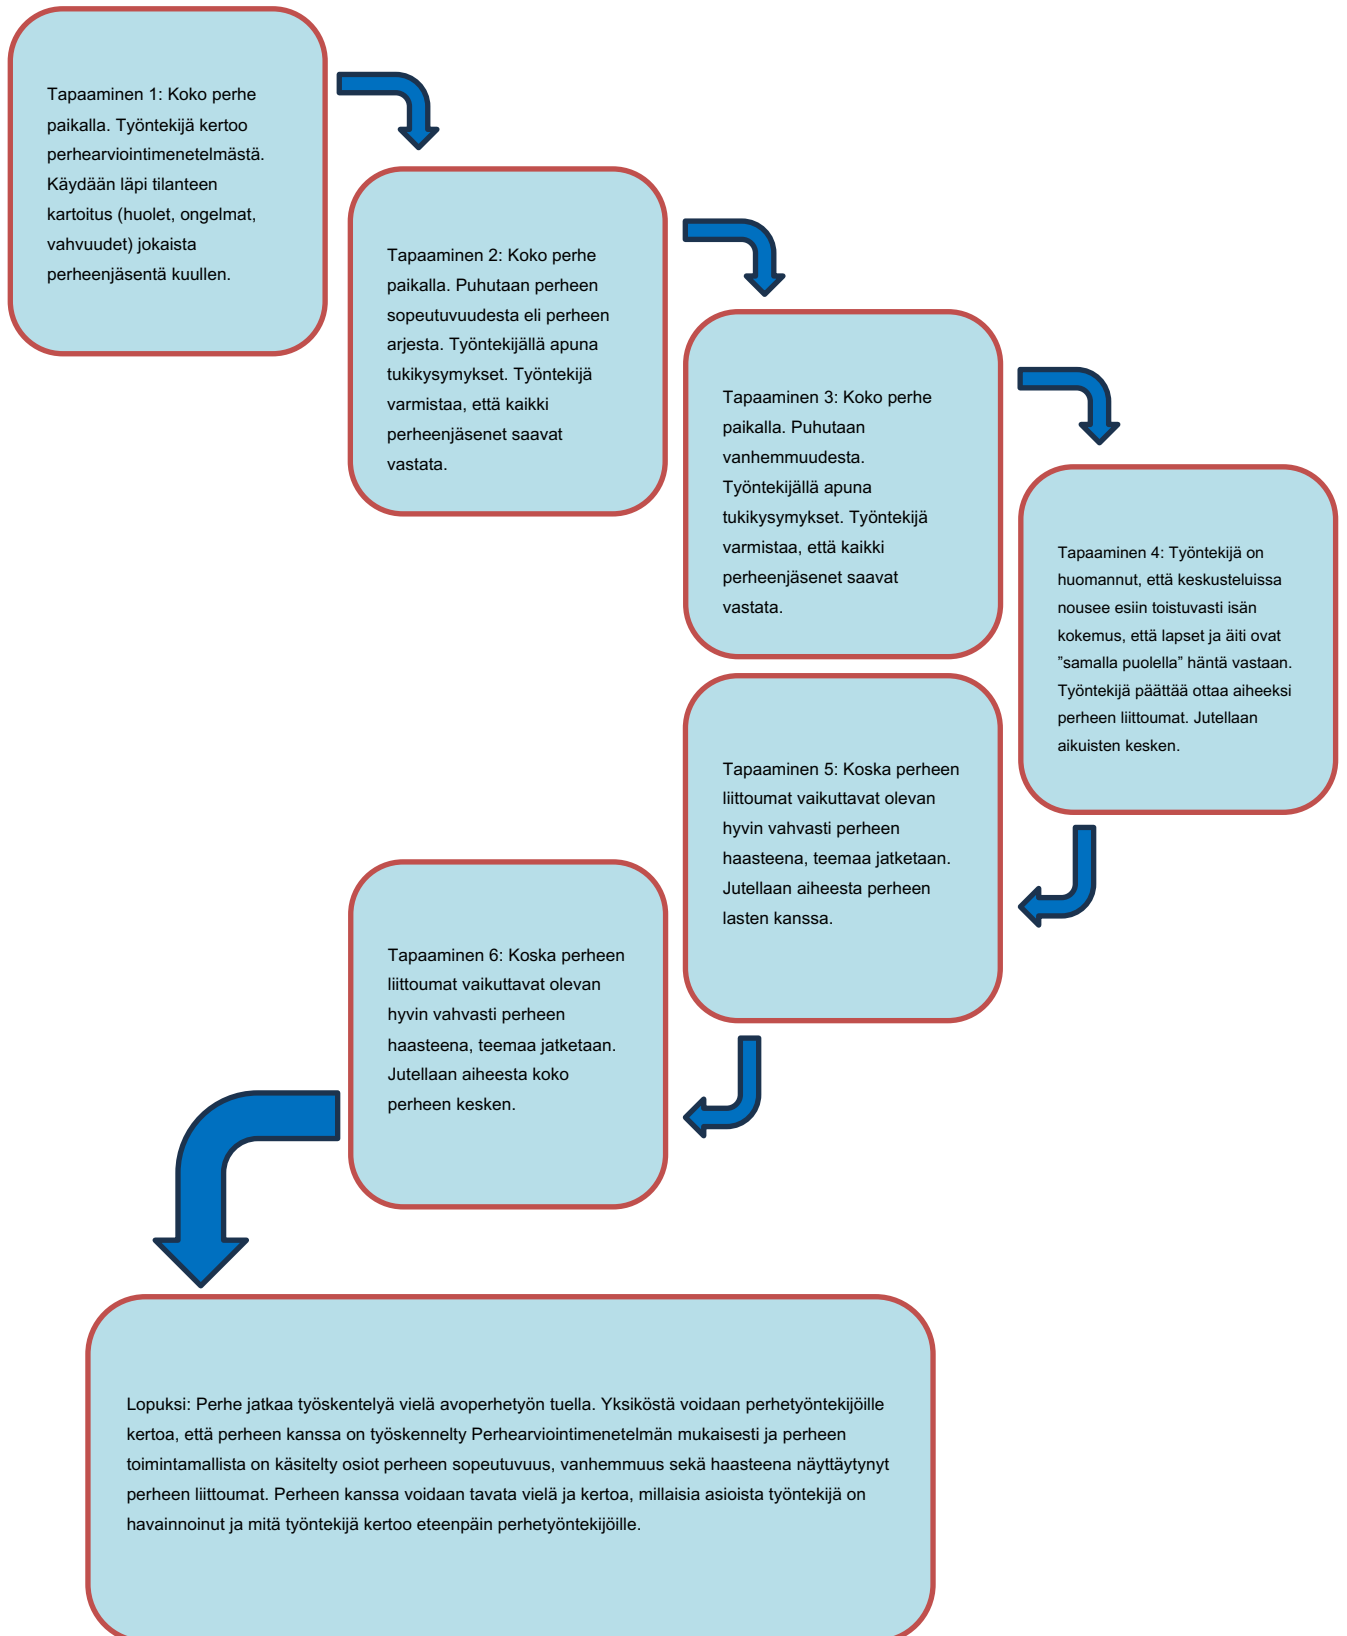 Tapaaminen 1: Koko perhe
paikalla. Työntekijä kertoo
perhearviointimenetelmästä.
Käydään läpi tilanteen
kartoitus (huolet, ongelmat,
vahvuudet) jokaista
perheenjäsentä kuullen.
Tapaaminen 2: Koko perhe
paikalla. Puhutaan perheen
sopeutuvuudesta eli perheen
arjesta. Työntekijällä apuna
tukikysymykset. Työntekijä
varmistaa, että kaikki
perheenjäsenet saavat
vastata.
Tapaaminen 3: Koko perhe
paikalla. Puhutaan
vanhemmuudesta.
Työntekijällä apuna
tukikysymykset. Työntekijä
varmistaa, että kaikki
perheenjäsenet saavat
vastata.
Tapaaminen 4: Työntekijä on
huomannut, että keskusteluissa
nousee esiin toistuvasti isän
kokemus, että lapset ja äiti ovat
”samalla puolella” häntä vastaan.
Työntekijä päättää ottaa aiheeksi
perheen liittoumat. Jutellaan
aikuisten kesken.
Tapaaminen 5: Koska perheen
liittoumat vaikuttavat olevan
hyvin vahvasti perheen
haasteena, teemaa jatketaan.
Jutellaan aiheesta perheen
lasten kanssa.
Tapaaminen 6: Koska perheen
liittoumat vaikuttavat olevan
hyvin vahvasti perheen
haasteena, teemaa jatketaan.
Jutellaan aiheesta koko
perheen kesken.
Lopuksi: Perhe jatkaa työskentelyä vielä avoperhetyön tuella. Yksiköstä voidaan perhetyöntekijöille
kertoa, että perheen kanssa on työskennelty Perhearviointimenetelmän mukaisesti ja perheen
toimintamallista on käsitelty osiot perheen sopeutuvuus, vanhemmuus sekä haasteena näyttäytynyt
perheen liittoumat. Perheen kanssa voidaan tavata vielä ja kertoa, millaisia asioista työntekijä on
havainnoinut ja mitä työntekijä kertoo eteenpäin perhetyöntekijöille.